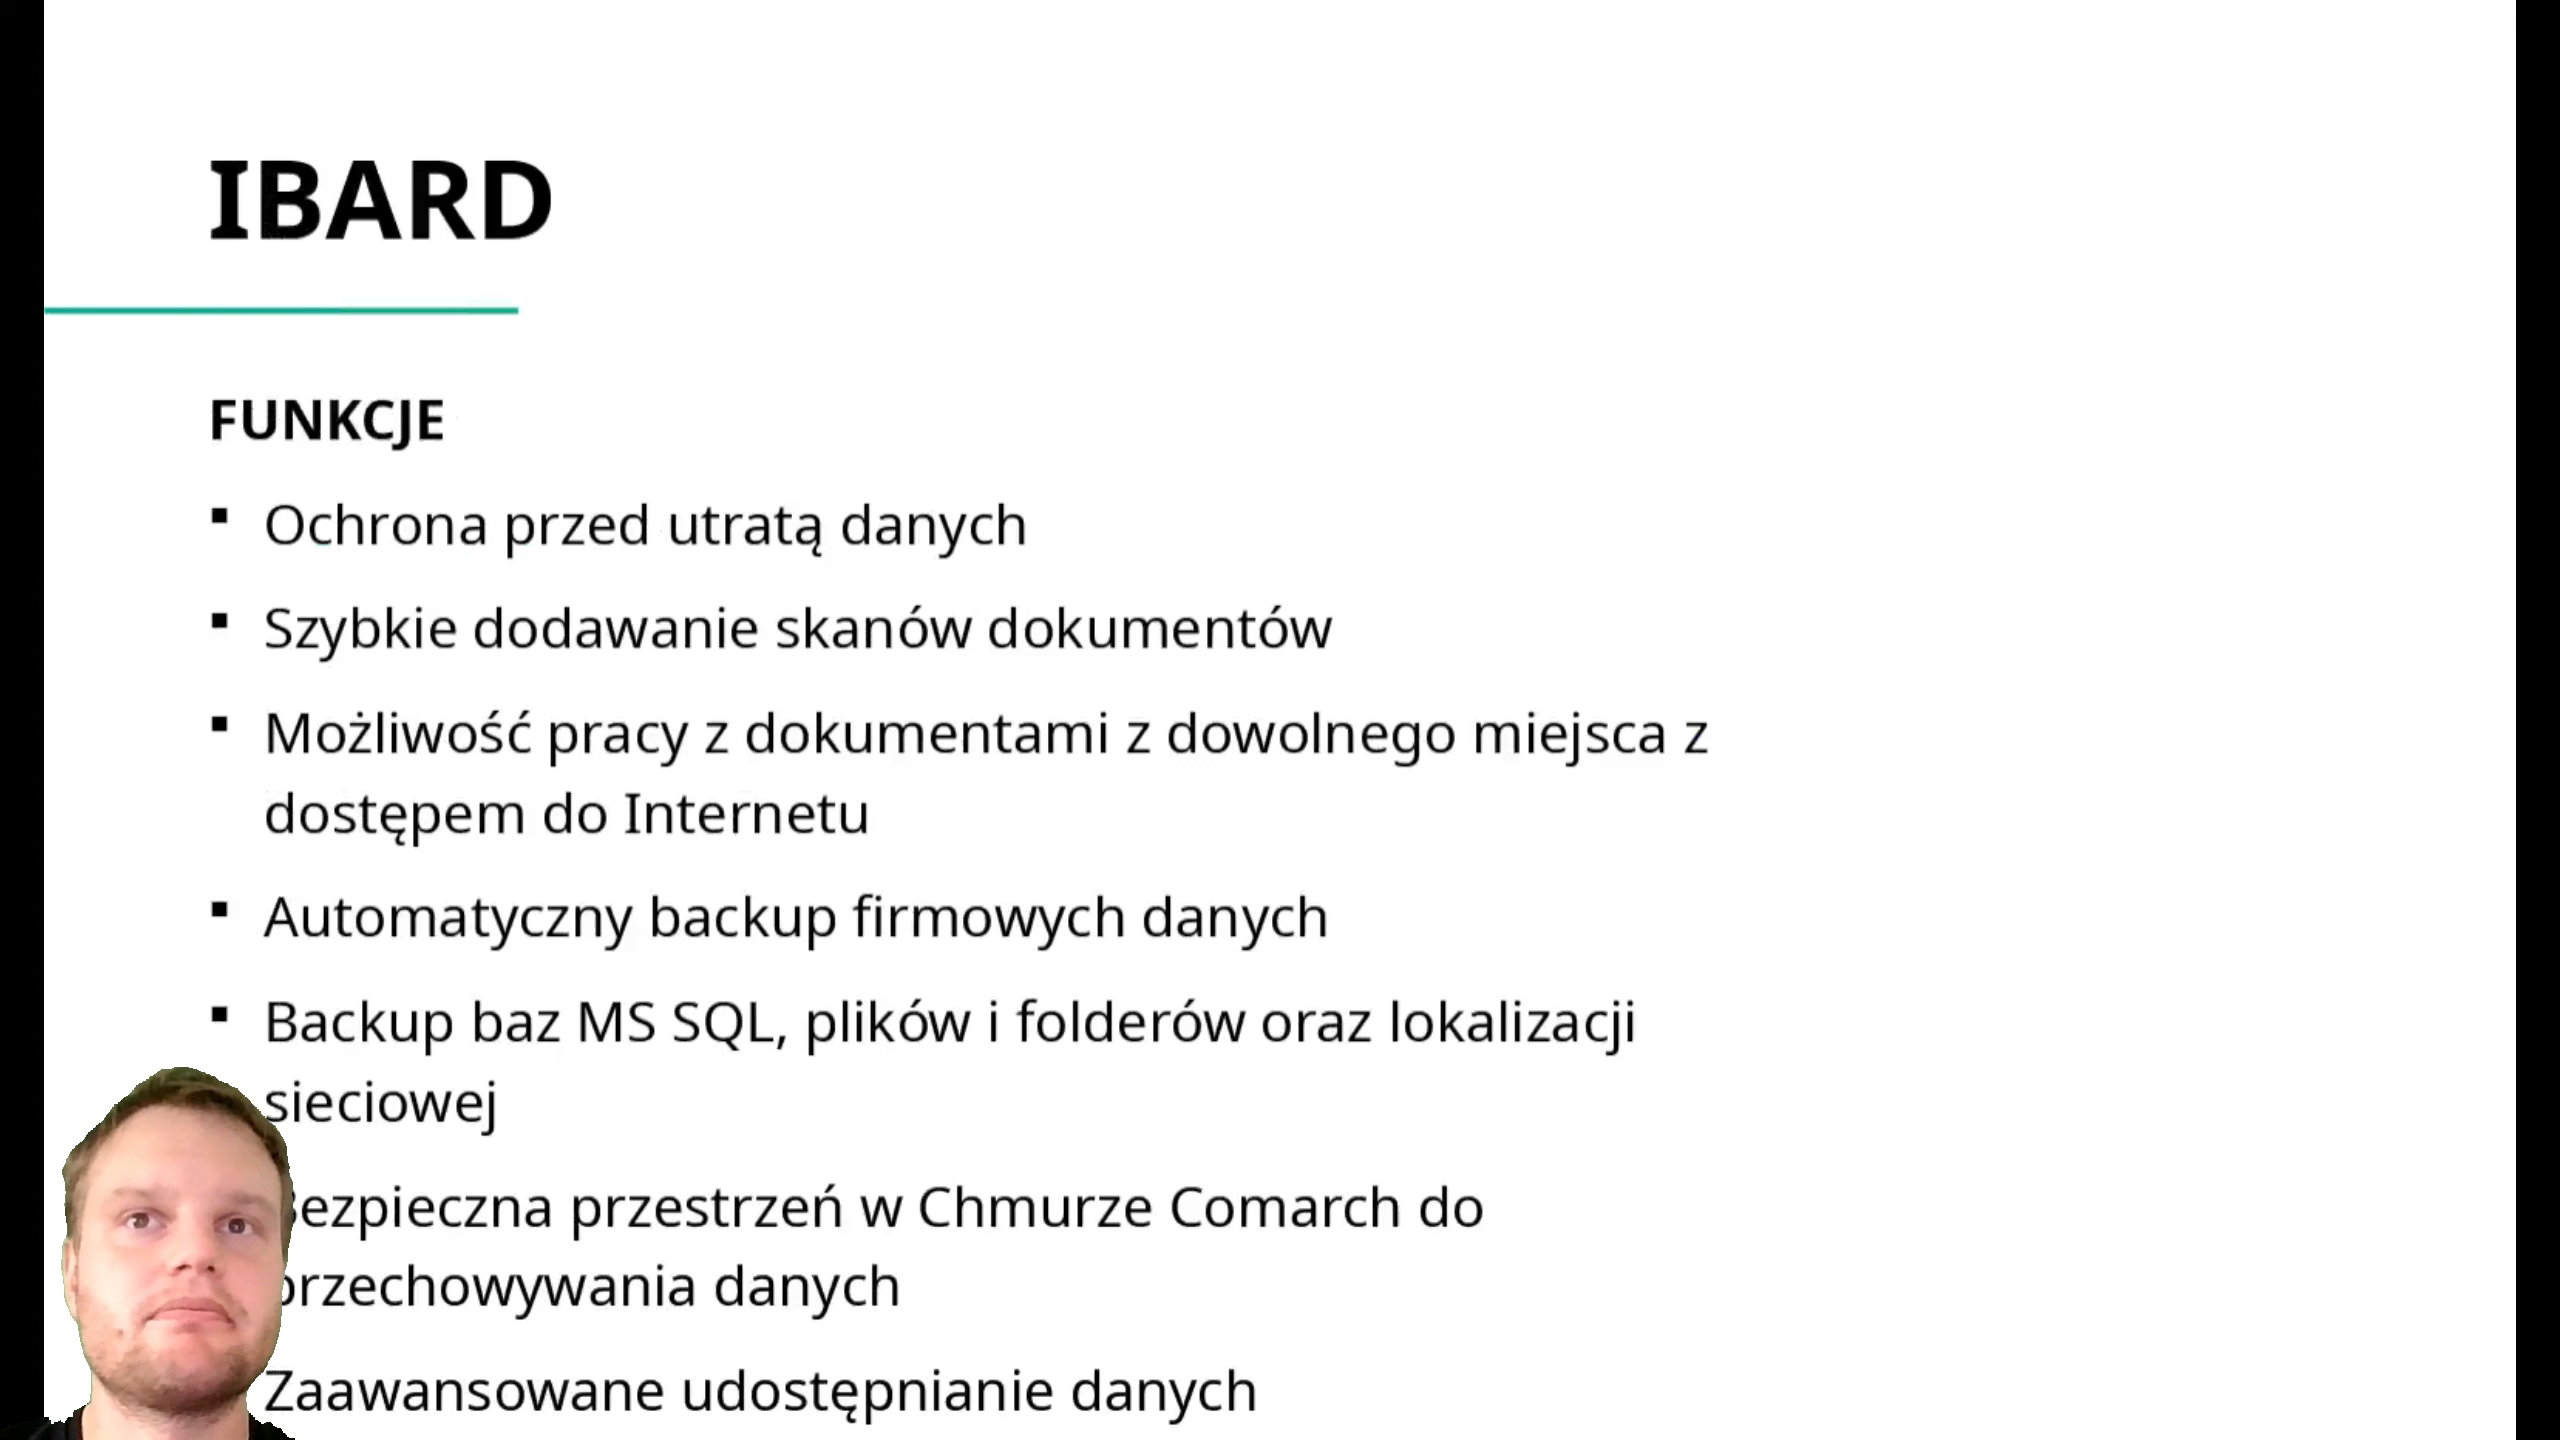 IBARD
FUNKCJE
▪ Ochrona przed utratą danych
▪ Szybkie dodawanie skanów dokumentów
▪ Możliwość pracy z dokumentami z dowolnego miejsca z
dostępem do Internetu
▪ Automatyczny backup firmowych danych
▪ Backup baz MS SQL, plików i folderów oraz lokalizacji
sieciowej
Bezpieczna przestrzeń w Chmurze Comarch do
przechowywania danych
Zaawansowane udostępnianie danych